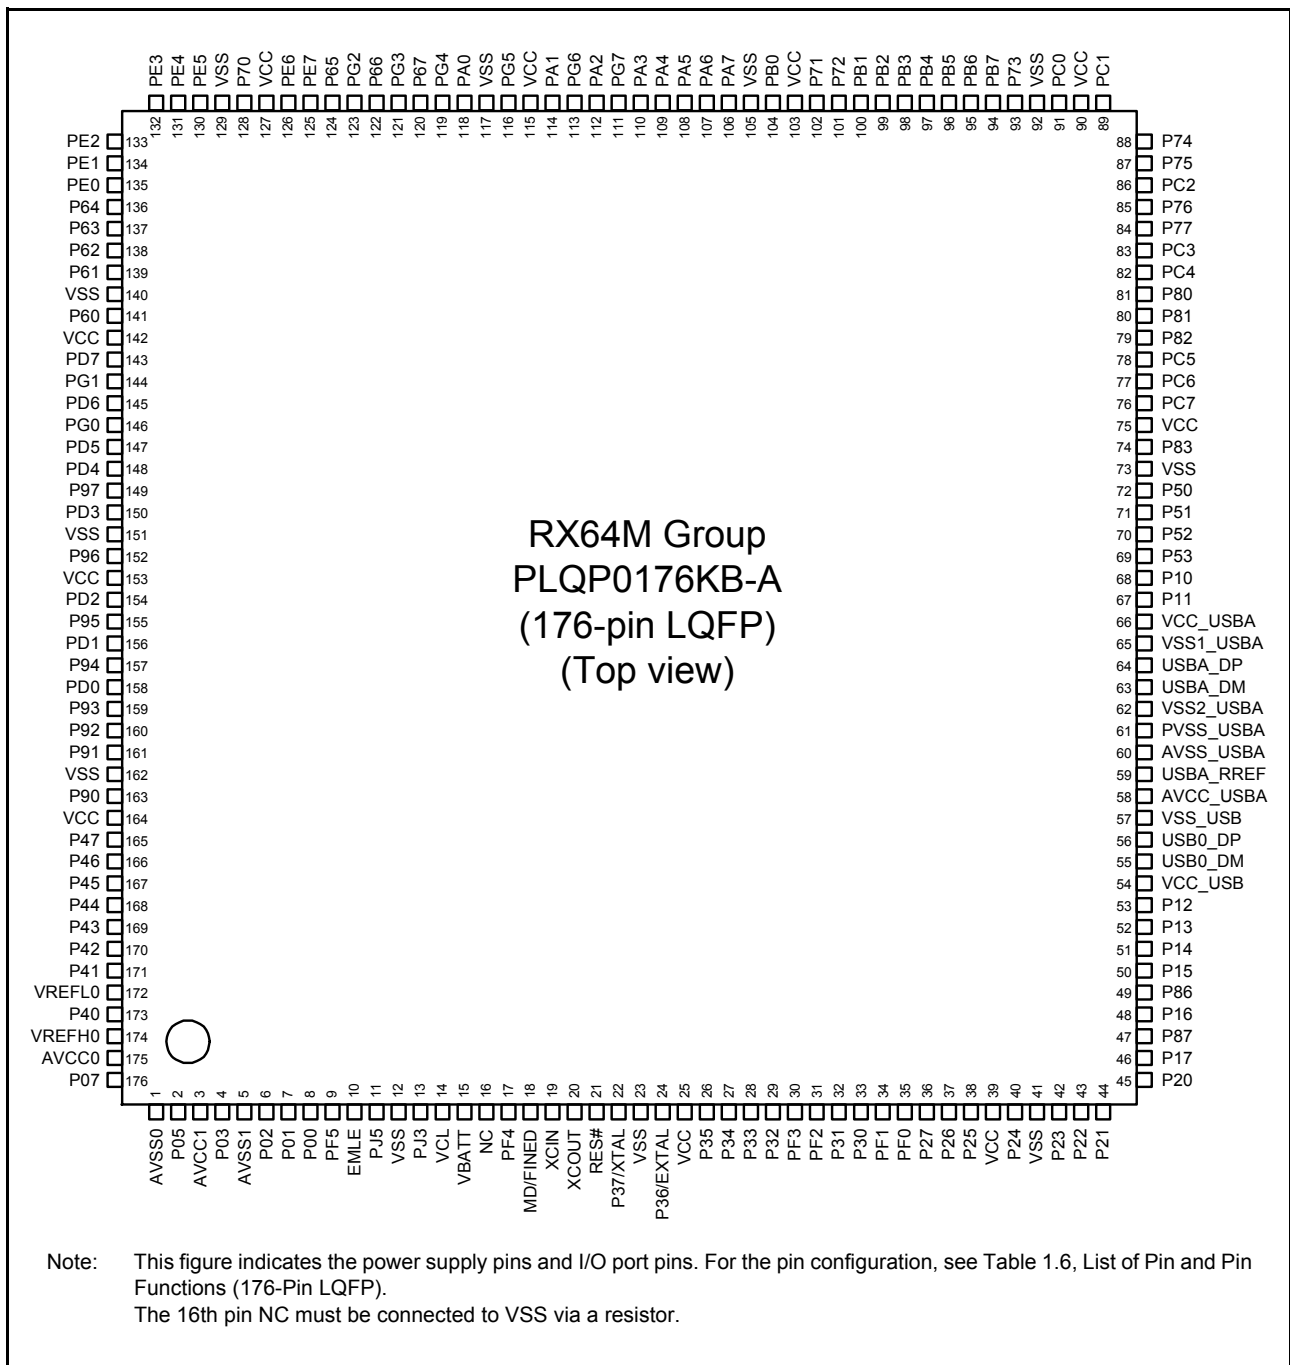 PE3 PE4 PE5 VSS P70 VCC PE6 PE7 P65 PG2 P66 PG3 P67 PG4 PA0 VSS PG5 VCC PA1 PG6 PA2 PG7 PA3 PA4 PA5 PA6 PA7 VSS PB0 VCC P71 P72 PB1 PB2 PB3 PB4 PB5 PB6 PB7 P73 VSS PC0 VCC PC1
132 131 130 129 128 127 126 125 124 123 122 121 120 119 118 117 116 115 114 113 112 111 110 109 108 107 106 105 104 103 102 101 100 99 98 97 96 95 94 93 92 91 90 89
PE2 133 88 P74
PE1 134 87 P75
PE0 135 86 PC2
P64 136 85 P76
P63 137 84 P77
P62 138 83 PC3
P61 139 82 PC4
VSS 140 81 P80
P60 141 80 P81
VCC 142 79 P82
PD7 143 78 PC5
PG1 144 77 PC6
PD6 145 76 PC7
PG0 146 75 VCC
PD5 147 74 P83
PD4 148 73 VSS
P97 149 72 P50
PD3 150 71 P51
VSS 151 70 P52
P96 152 69 P53
VCC 153 68 P10
PD2 154 67 P11
P95 155 66 VCC_USBA
PD1 156 65 VSS1_USBA
P94 157 64 USBA_DP
PD0 158 63 USBA_DM
P93 159 62 VSS2_USBA
P92 160 61 PVSS_USBA
P91 161 60 AVSS_USBA
VSS 162 59 USBA_RREF
P90 163 58 AVCC_USBA
VCC 164 57 VSS_USB
P47 165 56 USB0_DP
P46 166 55 USB0_DM
P45 167 54 VCC_USB
P44 168 53 P12
P43 169 52 P13
P42 170 51 P14
P41 171 50 P15
VREFL0 172 49 P86
P40 173 48 P16
VREFH0 174 47 P87
AVCC0 175 46 P17
P07 176 45 P20
RX64M Group
PLQP0176KB-A
(176-pin LQFP)
(Top view)
1 2 3 4 5 6 7 8 9 10 11 12 13 14 15 16 17 18 19 20 21 22 23 24 25 26 27 28 29 30 31 32 33 34 35 36 37 38 39 40 41 42 43 44
AVSS0 P05 AVCC1 P03 AVSS1 P02 P01 P00 PF5 EMLE PJ5 VSS PJ3 VCL VBATT NC PF4 MD/FINED XCIN XCOUT RES# P37/XTAL VSS P36/EXTAL VCC P35 P34 P33 P32 PF3 PF2 P31 P30 PF1 PF0 P27 P26 P25 VCC P24 VSS P23 P22 P21
Note: This figure indicates the power supply pins and I/O port pins. For the pin configuration, see Table 1.6, List of Pin and Pin
Functions (176-Pin LQFP).
The 16th pin NC must be connected to VSS via a resistor.